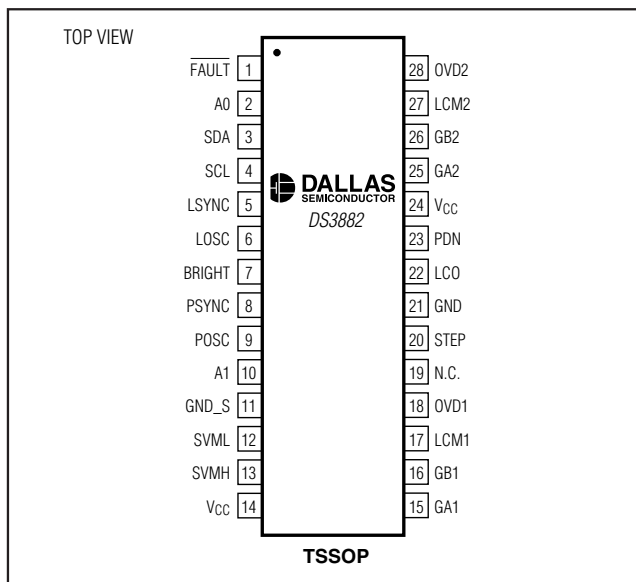 TOP VIEW
FAULT 1
A0 2
SDA 3
SCL 4
LSYNC 5
LOSC 6
BRIGHT 7
PSYNC 8
POSC 9
A1 10
GND_S 11
SVML 12
SVMH 13
VCC 14
DALLAS
SEMICONDUCTOR
DS3882
28 OVD2
27 LCM2
26 GB2
25 GA2
24 VCC
23 PDN
22 LCO
21 GND
20 STEP
19 N.C.
18 OVD1
17 LCM1
16 GB1
15 GA1
TSSOP